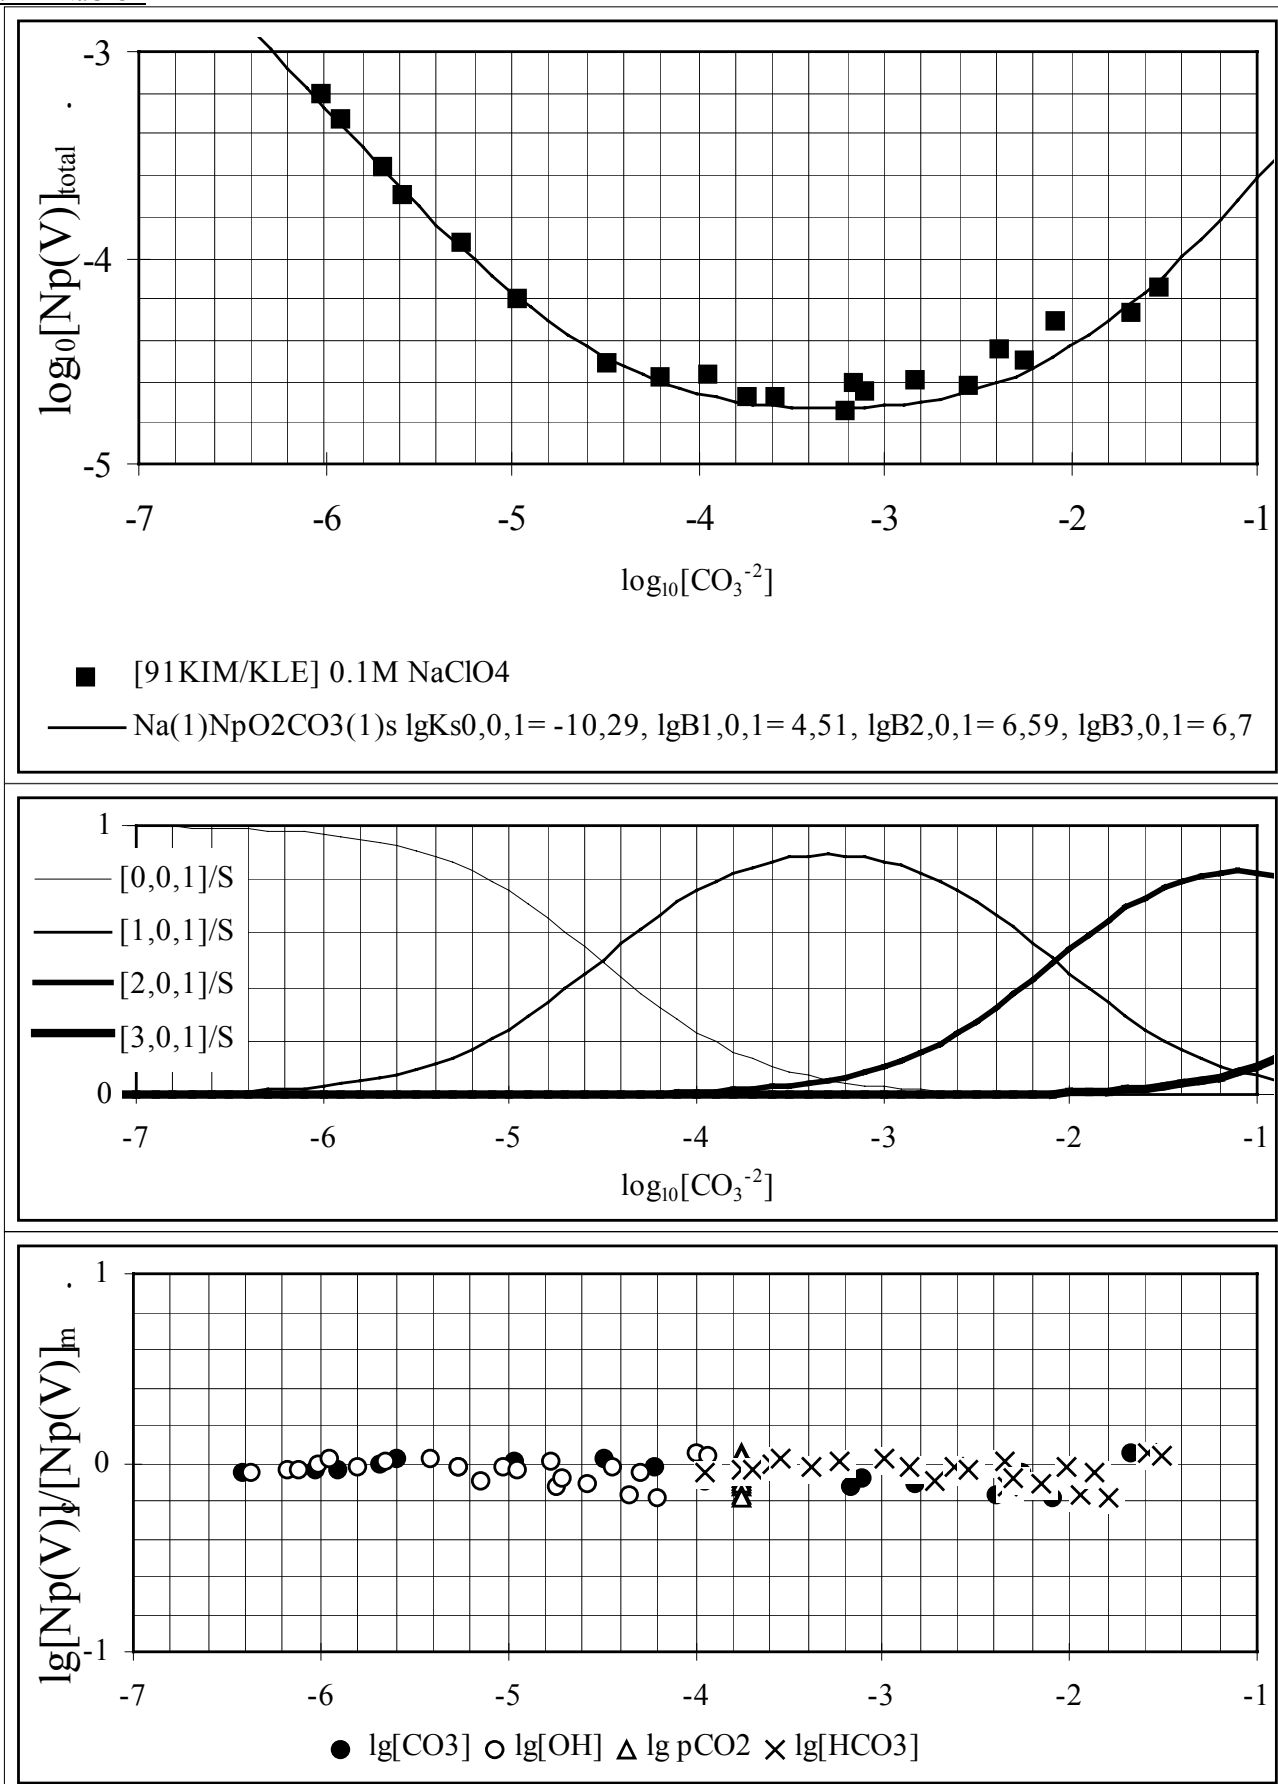 -3
-4
-5
log₁₀[Np(V)]total .
-7 -6 -5 -4 -3 -2 -1
log₁₀[CO₃⁻²]
[91KIM/KLE] 0.1M NaClO4
Na(1)NpO2CO3(1)s lgKs0,0,1= -10,29, lgB1,0,1= 4,51, lgB2,0,1= 6,59, lgB3,0,1= 6,7
1
[0,0,1]/S
[1,0,1]/S
[2,0,1]/S
[3,0,1]/S
0
-7 -6 -5 -4 -3 -2 -1
log₁₀[CO₃⁻²]
1
0
-1
lg[Np(V)]c/[Np(V)]m .
-7 -6 -5 -4 -3 -2 -1
lg[CO3] lg[OH] lg pCO2 lg[HCO3]